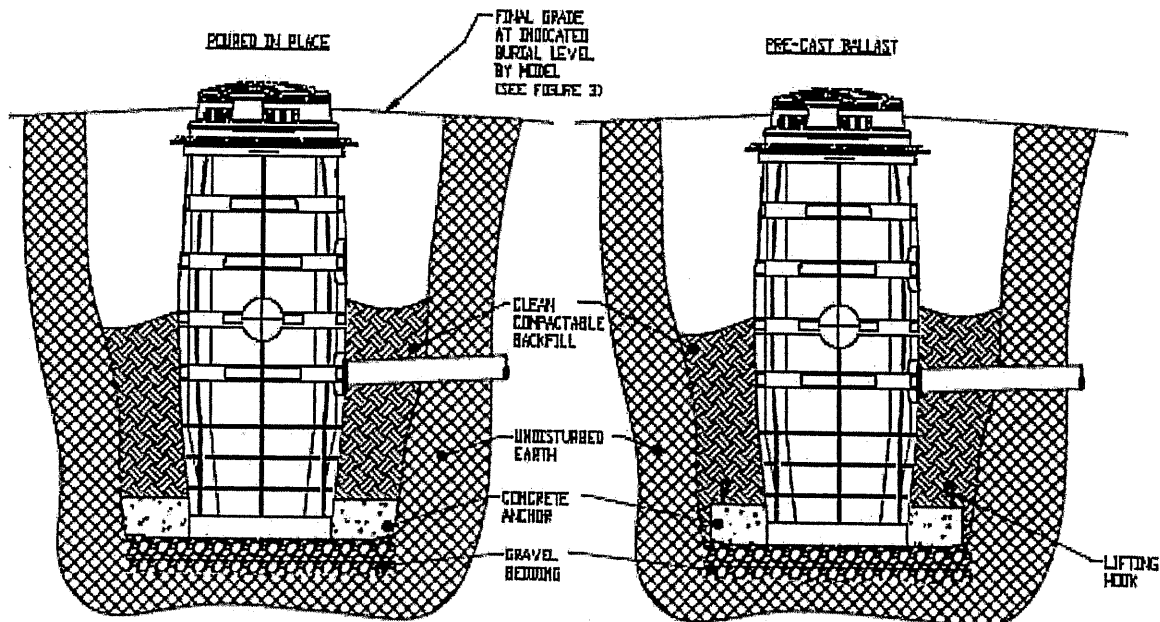 POURED IN PLACE
FINAL GRADE
AT INDICATED
BURIAL LEVEL
BY MODEL
(SEE FIGURE 3)
PRE-CAST BALLAST
CLEAN
COMPACTABLE
BACKFILL
UNDISTURBED
EARTH
CONCRETE
ANCHOR
GRAVEL
BEDDING
LIFTING
HOOK